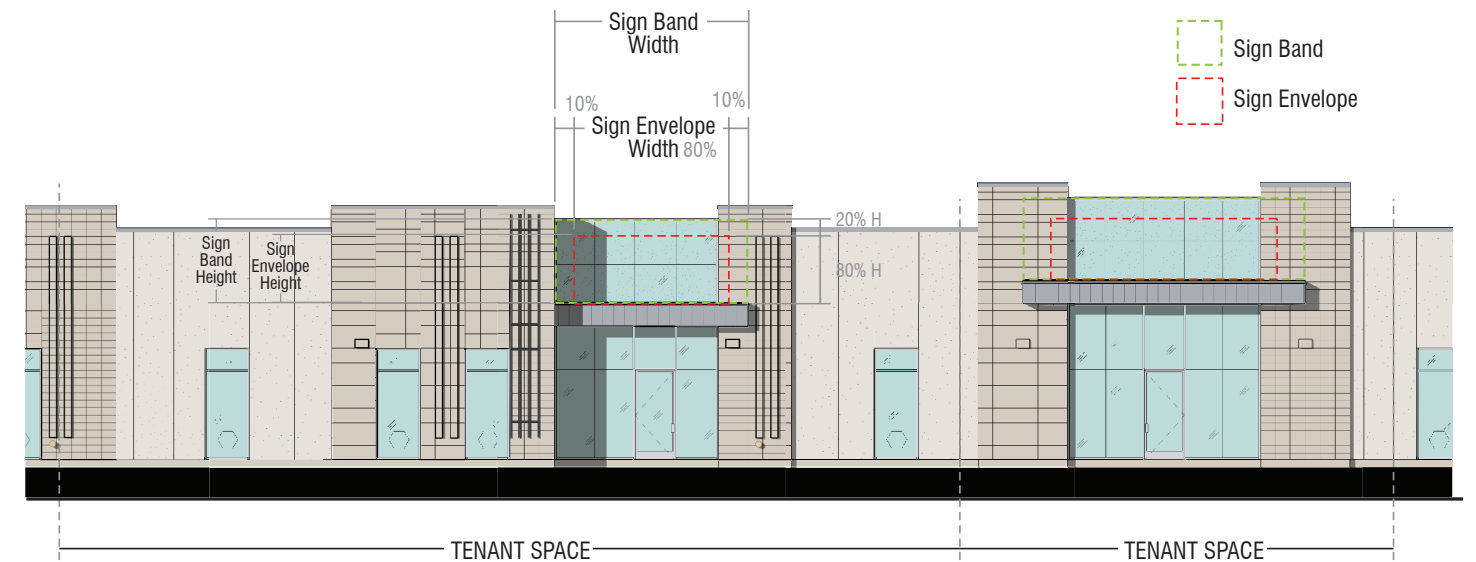 Sign Band
Width
Sign Band
Sign Envelope
10%
10%
Sign Envelope
Width 80%
20% H
80% H
Sign
Band
Height
Sign
Envelope
Height
TENANT SPACE
TENANT SPACE